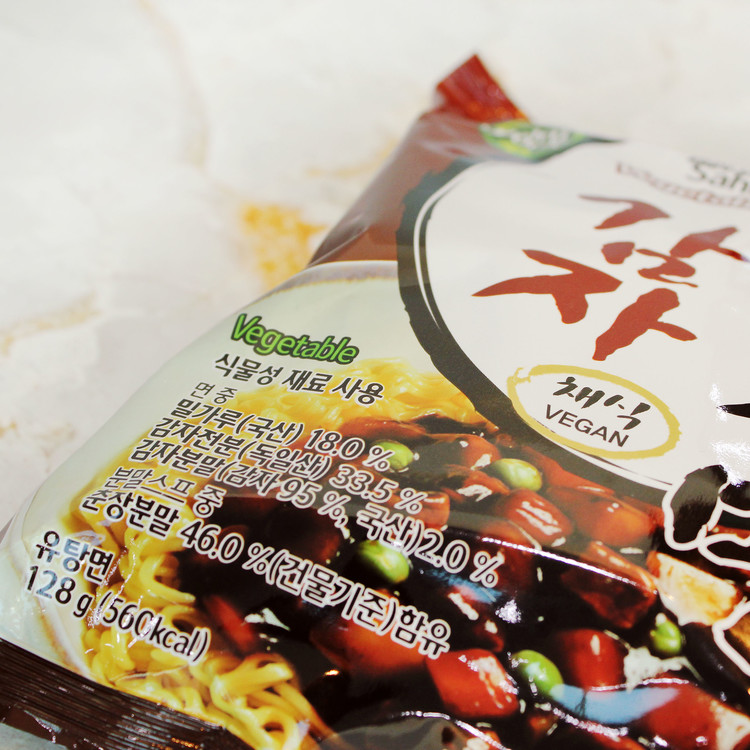 감
자
채식
VEGAN
Vegetable
식물성 재료 사용
면 중
밀가루(국산) 18.0 %
감자전분(독일산) 33.5 %
감자분말(감자 95 %, 국산)2.0 %
분말스프 중
춘장분말 46.0 %(건물기준)함유
유탕면
128 g (560kcal)